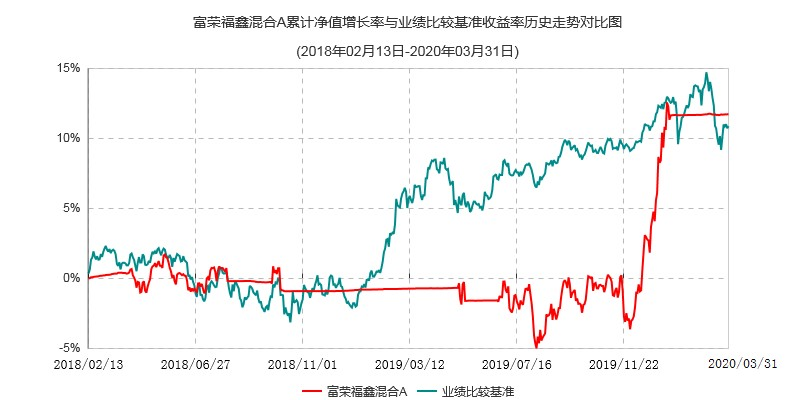 富荣福鑫混合A累计净值增长率与业绩比较基准收益率历史走势对比图
(2018年02月13日-2020年03月31日)
15%
10%
5%
0%
-5%
2018/02/13 2018/06/27 2018/11/01 2019/03/12 2019/07/16 2019/11/22 2020/03/31
富荣福鑫混合A 业绩比较基准